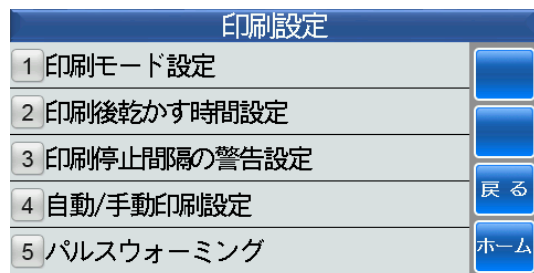 印刷設定
1 印刷モード設定
2 印刷後乾かす時間設定
3 印刷停止間隔の警告設定
4 自動/手動印刷設定
5 パルスウォーミング
戻る
ホーム